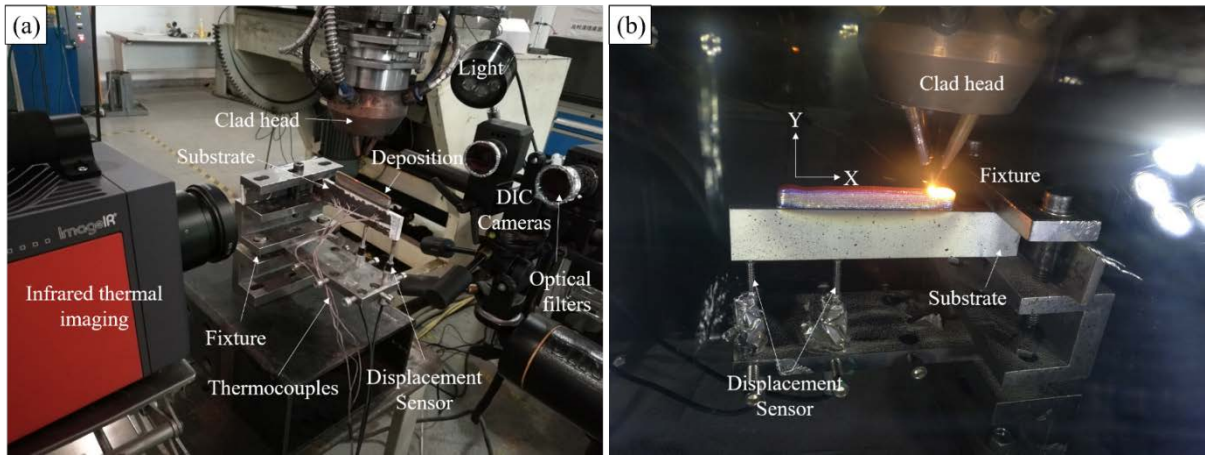 (a)
Light
Clad head
Substrate
Deposition
DIC
Cameras
ImageIR
Infrared thermal
imaging
Optical
filters
Fixture
Thermocouples
Displacement
Sensor
(b)
Clad head
Y
X
Fixture
Substrate
Displacement
Sensor